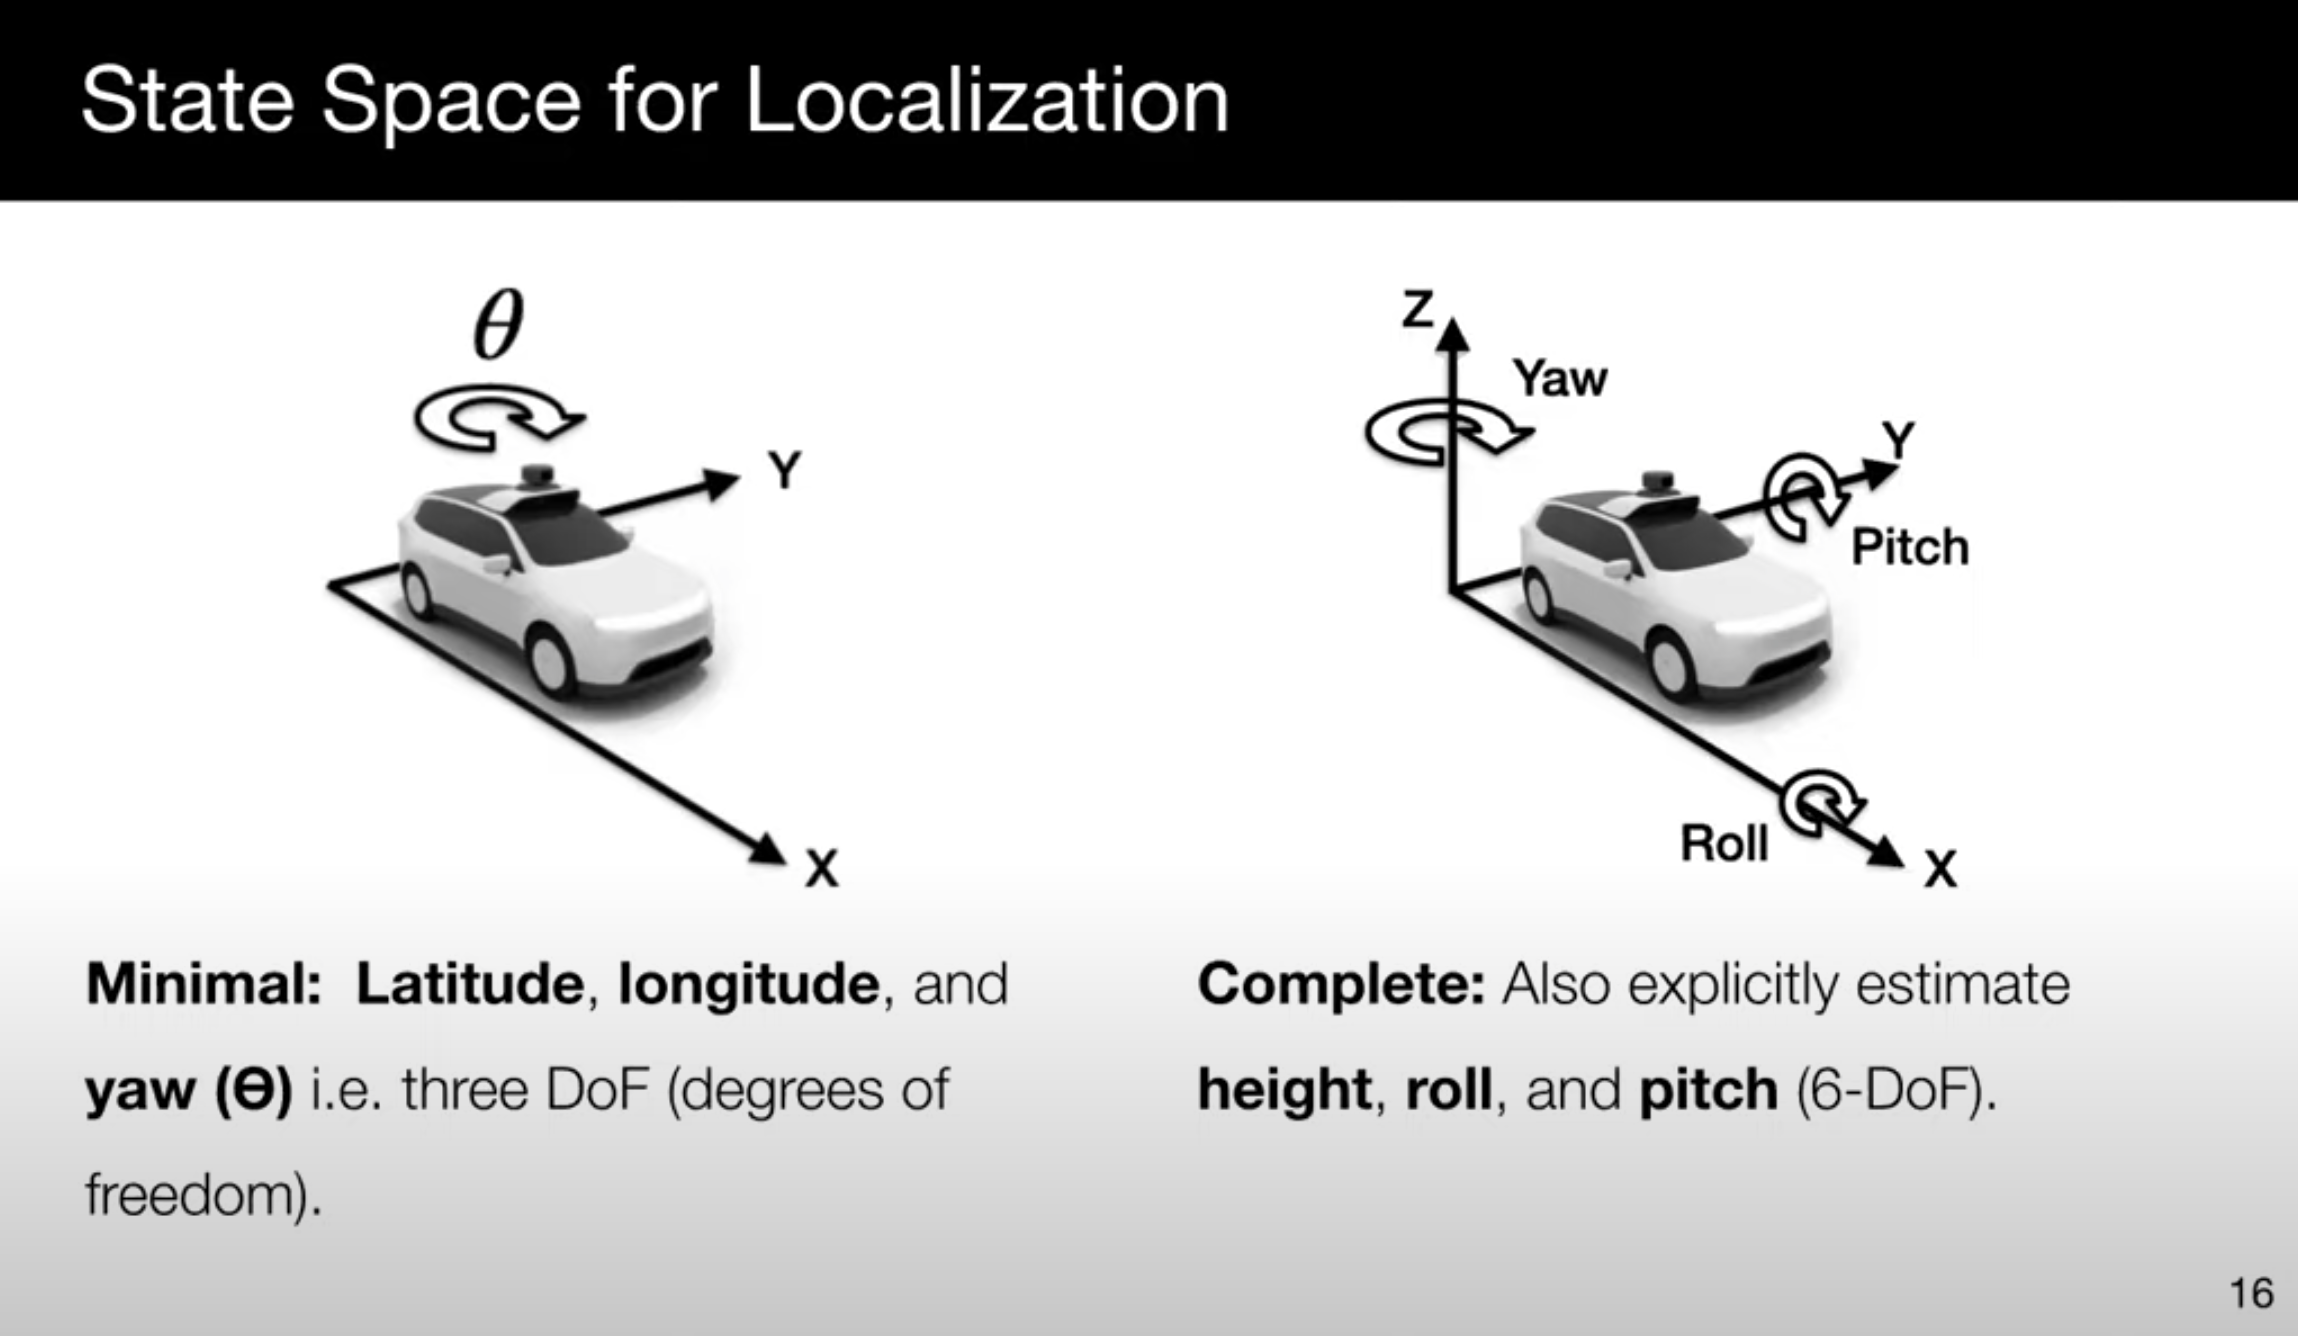 State Space for Localization
θ
Y
X
Z
Yaw
Y
Pitch
Roll
X
Minimal: Latitude, longitude, and
yaw (Ө) i.e. three DoF (degrees of
freedom).
Complete: Also explicitly estimate
height, roll, and pitch (6-DoF).
16